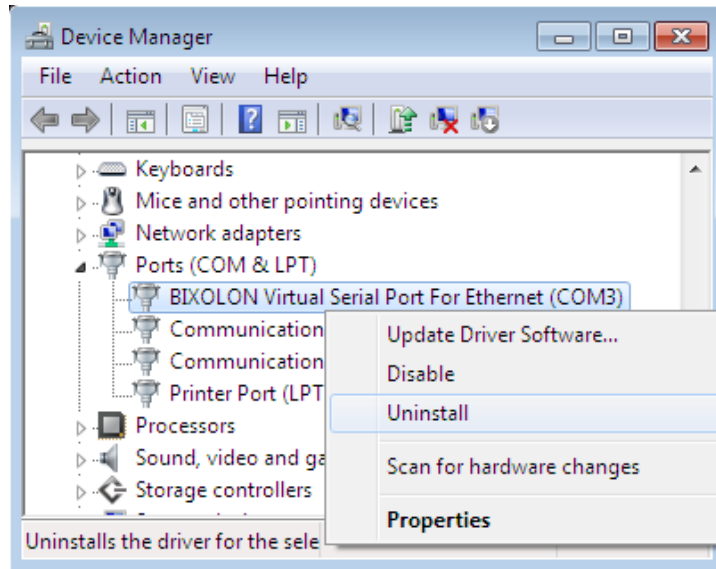 Device Manager
File Action View Help
Keyboards
Mice and other pointing devices
Network adapters
Ports (COM & LPT)
BIXOLON Virtual Serial Port For Ethernet (COM3)
Communication
Communication
Printer Port (LPT
Processors
Sound, video and ga
Storage controllers
Update Driver Software...
Disable
Uninstall
Scan for hardware changes
Properties
Uninstalls the driver for the sele